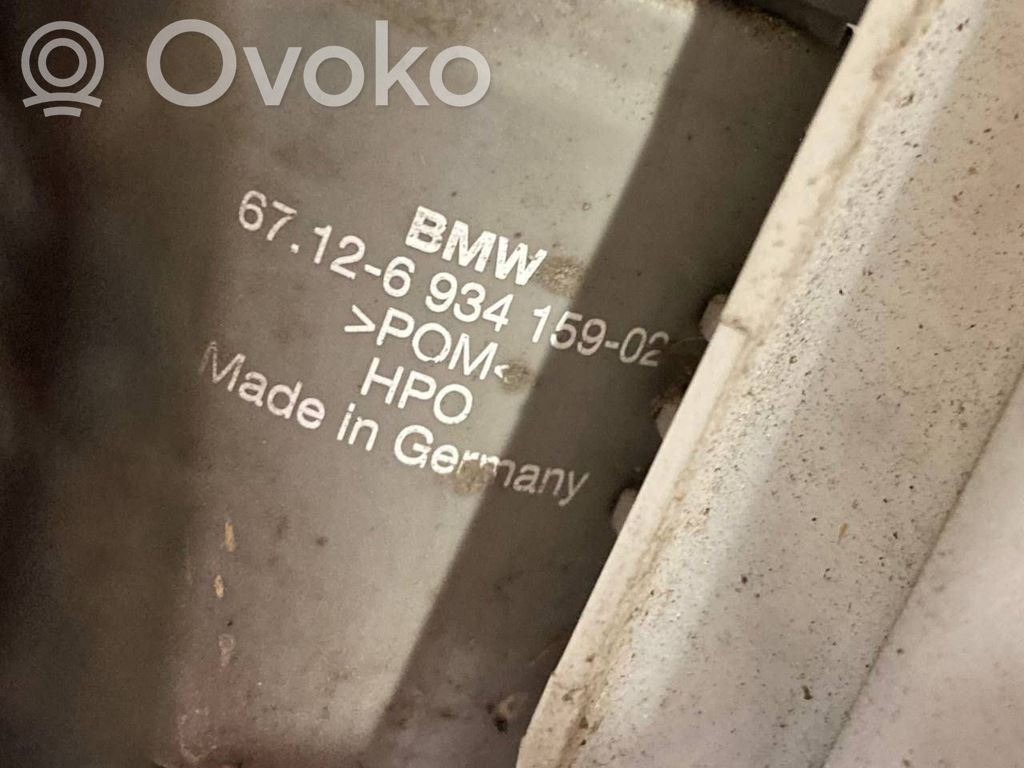 Ovoko
BMW
67.12-6 934 159-02
>POM<
HPO
Made in Germany